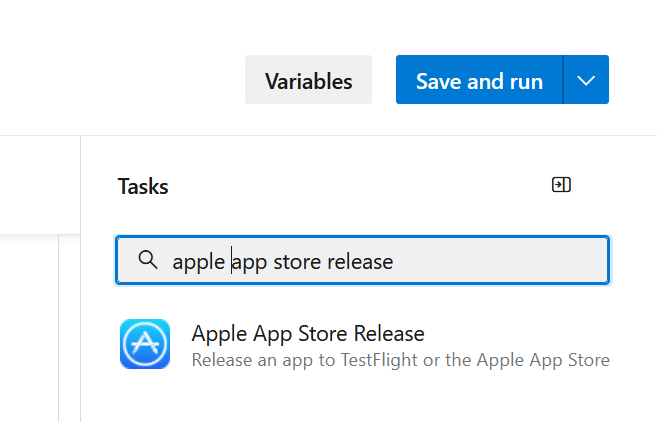 Variables
Save and run
Tasks
apple app store release
Apple App Store Release
Release an app to TestFlight or the Apple App Store